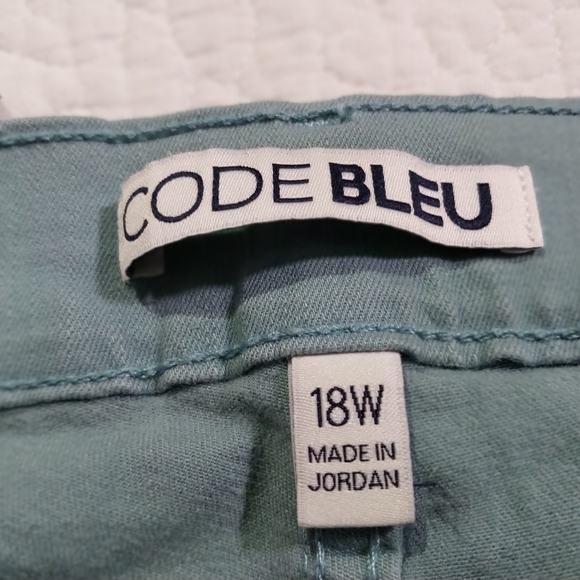 CODE BLEU
18W
MADE IN
JORDAN